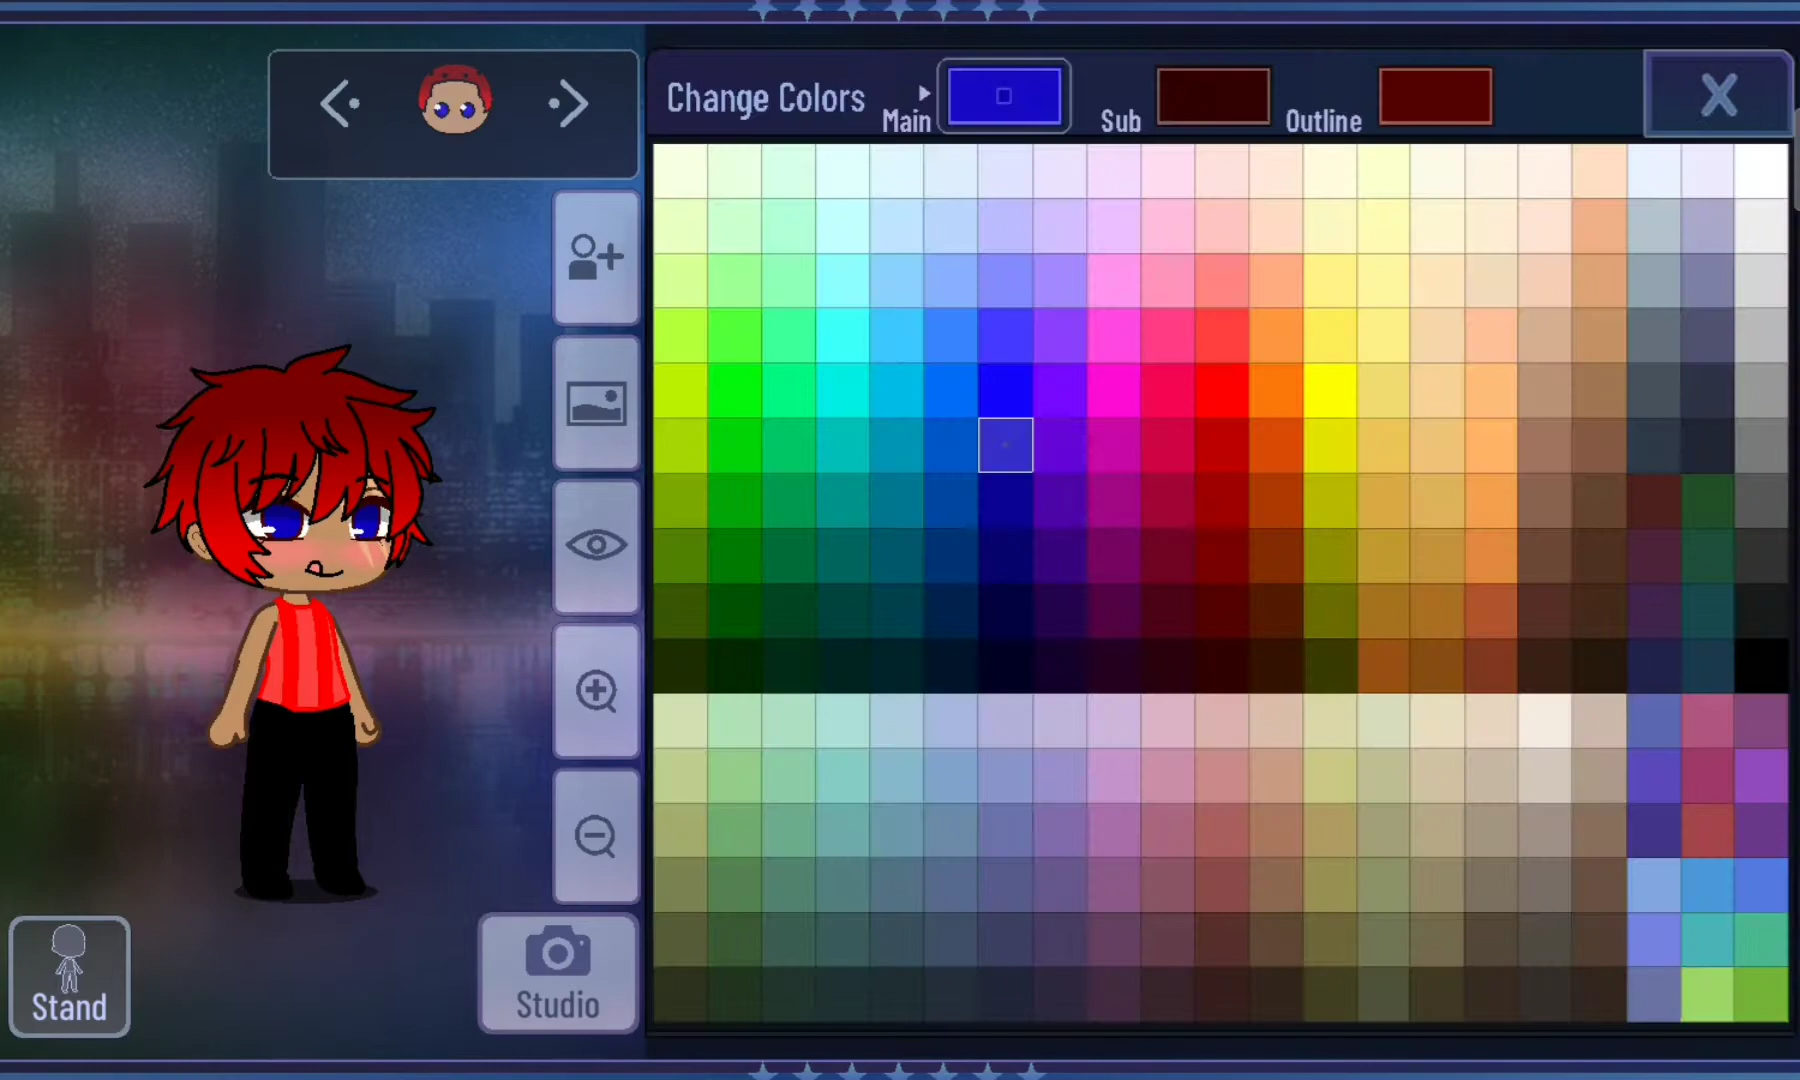 Change Colors
Main
Sub
Outline
X
Stand
Studio